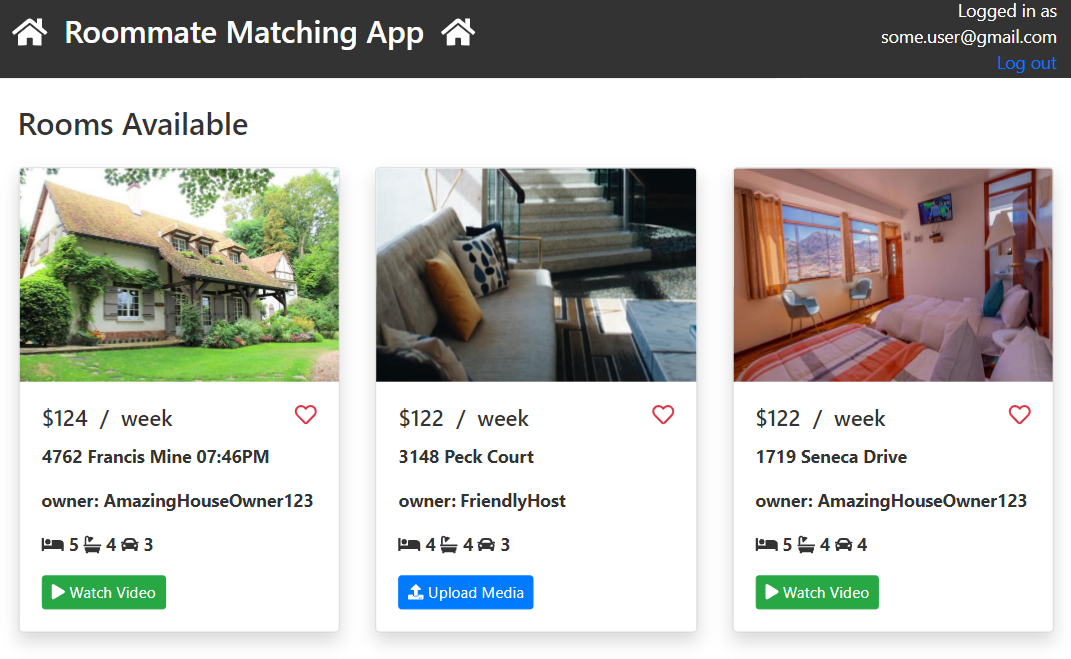 Roommate Matching App
Logged in as
some.user@gmail.com
Log out
Rooms Available
$124 / week
4762 Francis Mine 07:46PM
owner: AmazingHouseOwner123
5 4 3
Watch Video
$122 / week
3148 Peck Court
owner: FriendlyHost
4 4 3
Upload Media
$122 / week
1719 Seneca Drive
owner: AmazingHouseOwner123
5 4 4
Watch Video